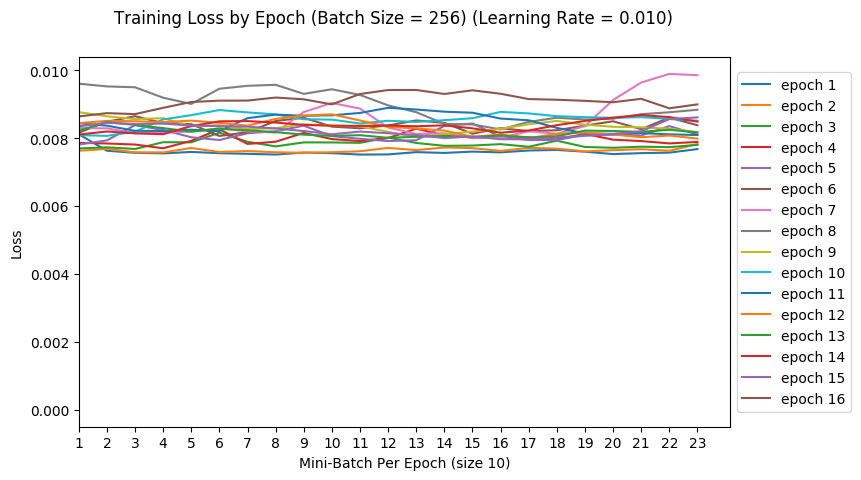 Training Loss by Epoch (Batch Size = 256) (Learning Rate = 0.010)
Loss
0.010
0.008
0.006
0.004
0.002
0.000
1 2 3 4 5 6 7 8 9 10 11 12 13 14 15 16 17 18 19 20 21 22 23
Mini-Batch Per Epoch (size 10)
epoch 1
epoch 2
epoch 3
epoch 4
epoch 5
epoch 6
epoch 7
epoch 8
epoch 9
epoch 10
epoch 11
epoch 12
epoch 13
epoch 14
epoch 15
epoch 16